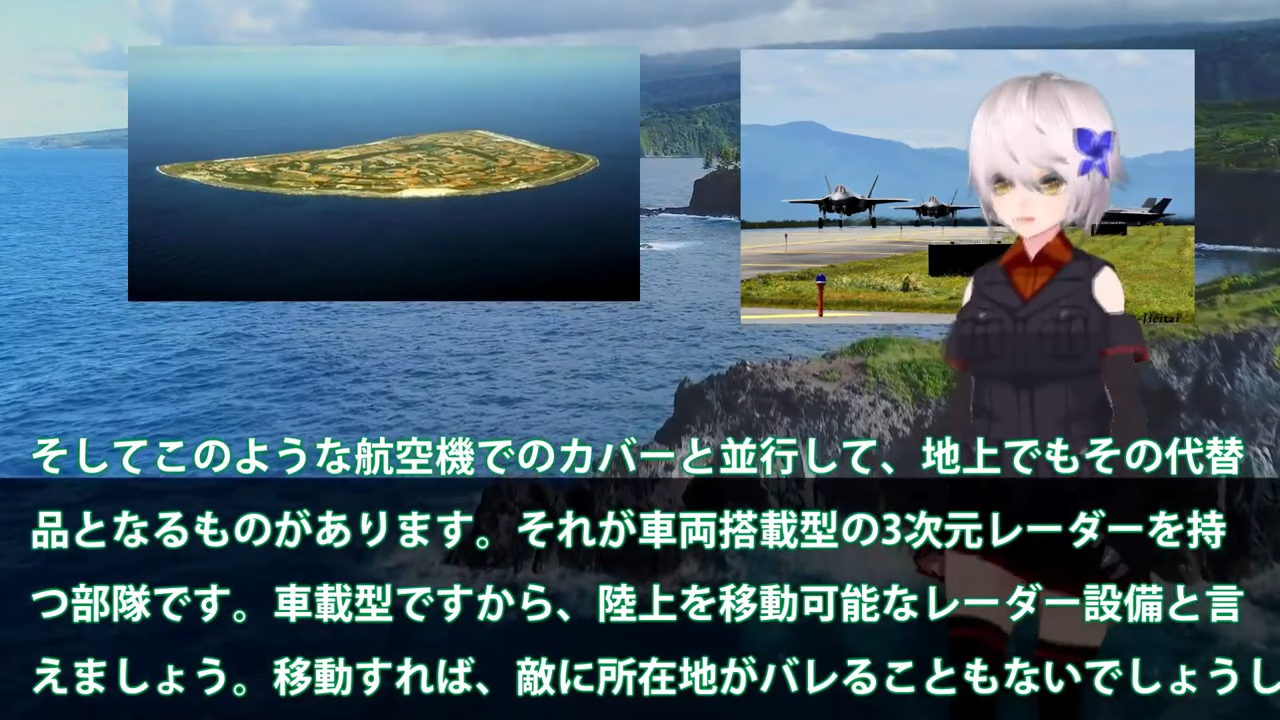 そしてこのような航空機でのカバーと並行して、地上でもその代替
品となるものがあります。それが車両搭載型の3次元レーダーを持
つ部隊です。車載型ですから、陸上を移動可能なレーダー設備と言
えましょう。移動すれば、敵に所在地がバレることもないでしょうし